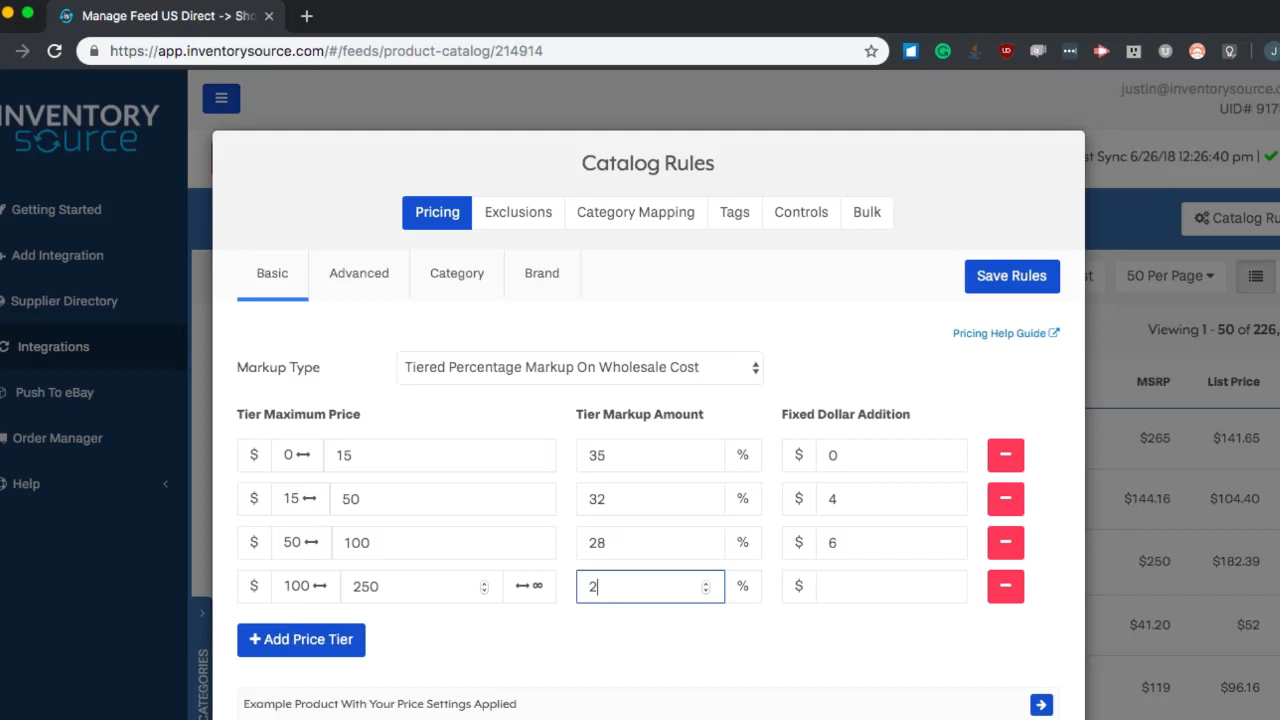 Manage Feed US Direct -> Sho
https://app.inventorysource.com/#/feeds/product-catalog/214914
UD
J
INVENTORY
source
justin@inventorysource.c
UID# 917
st Sync 6/26/18 12:26:40 pm |
Getting Started
Add Integration
Supplier Directory
Integrations
Push To eBay
Order Manager
Help
CATEGORIES
Catalog Rules
Pricing
Exclusions
Category Mapping
Tags
Controls
Bulk
Catalog Ru
Basic
Advanced
Category
Brand
Save Rules
st
50 Per Page
Pricing Help Guide
Viewing 1 - 50 of 226,
Markup Type
Tiered Percentage Markup On Wholesale Cost
MSRP
List Price
Tier Maximum Price
Tier Markup Amount
Fixed Dollar Addition
$ 0 ↔ 15 35 % $ 0
$265 $141.65
$ 15 ↔ 50 32 % $ 4
$144.16 $104.40
$ 50 ↔ 100 28 % $ 6
$250 $182.39
$ 100 ↔ 250 ↔ ∞ 2 % $
$41.20 $52
+ Add Price Tier
$119 $96.16
Example Product With Your Price Settings Applied